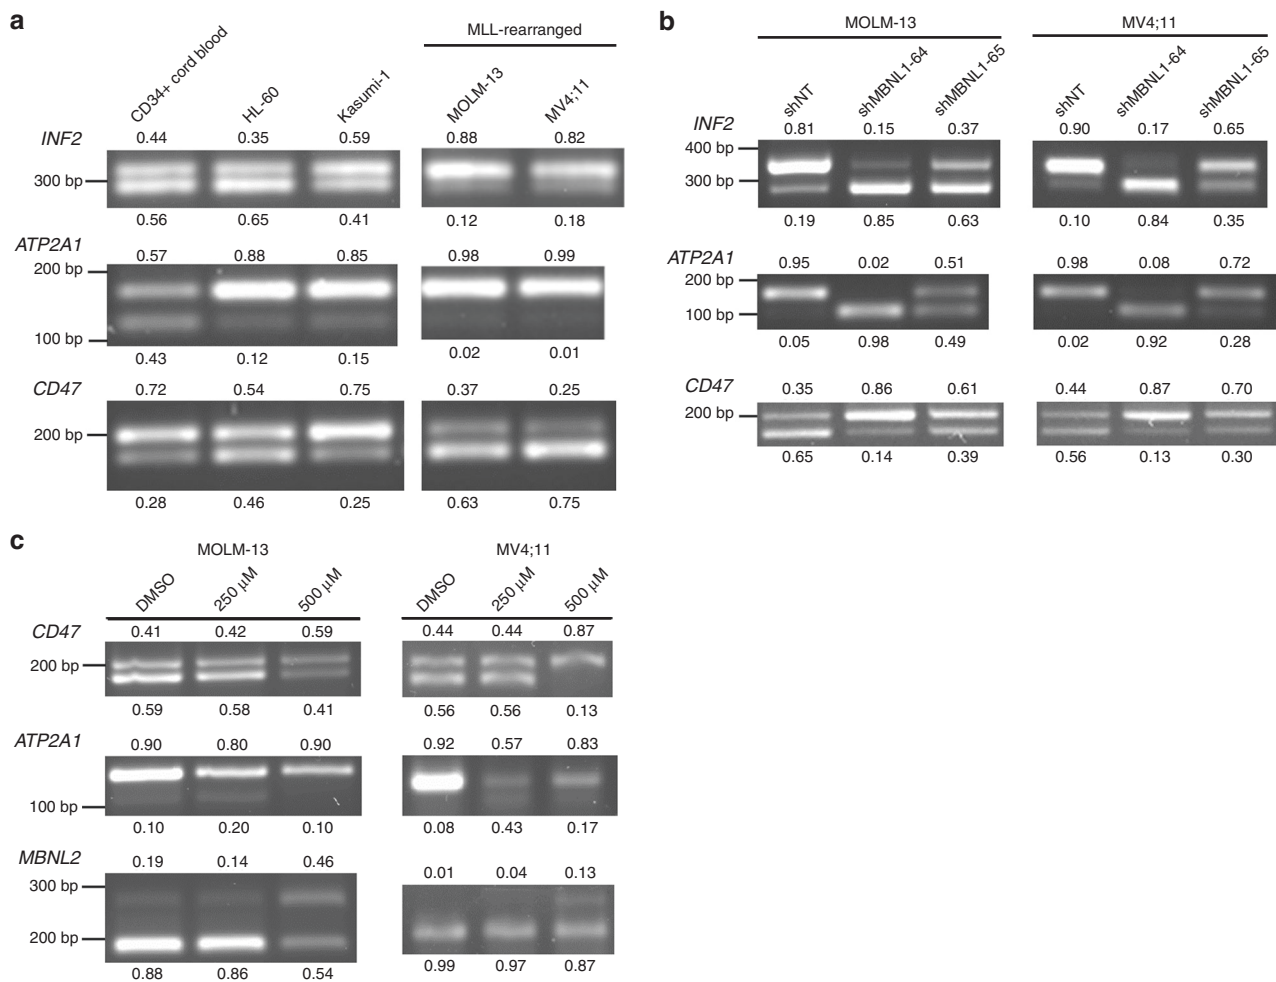 a
MLL-rearranged
CD34+ cord blood
HL-60
Kasumi-1
MOLM-13
MV4;11
INF2
0.44 0.35 0.59 0.88 0.82
300 bp
0.56 0.65 0.41 0.12 0.18
ATP2A1
0.57 0.88 0.85 0.98 0.99
200 bp
100 bp
0.43 0.12 0.15 0.02 0.01
CD47
0.72 0.54 0.75 0.37 0.25
200 bp
0.28 0.46 0.25 0.63 0.75
b
MOLM-13 MV4;11
shNT
shMBNL1-64
shMBNL1-65
shNT
shMBNL1-64
shMBNL1-65
INF2
0.81 0.15 0.37 0.90 0.17 0.65
400 bp
300 bp
0.19 0.85 0.63 0.10 0.84 0.35
ATP2A1
0.95 0.02 0.51 0.98 0.08 0.72
200 bp
100 bp
0.05 0.98 0.49 0.02 0.92 0.28
CD47
0.35 0.86 0.61 0.44 0.87 0.70
200 bp
0.65 0.14 0.39 0.56 0.13 0.30
c
MOLM-13 MV4;11
DMSO
250 μM
500 μM
DMSO
250 μM
500 μM
CD47
0.41 0.42 0.59 0.44 0.44 0.87
200 bp
0.59 0.58 0.41 0.56 0.56 0.13
ATP2A1
0.90 0.80 0.90 0.92 0.57 0.83
100 bp
0.10 0.20 0.10 0.08 0.43 0.17
MBNL2
0.19 0.14 0.46 0.01 0.04 0.13
300 bp
200 bp
0.88 0.86 0.54 0.99 0.97 0.87